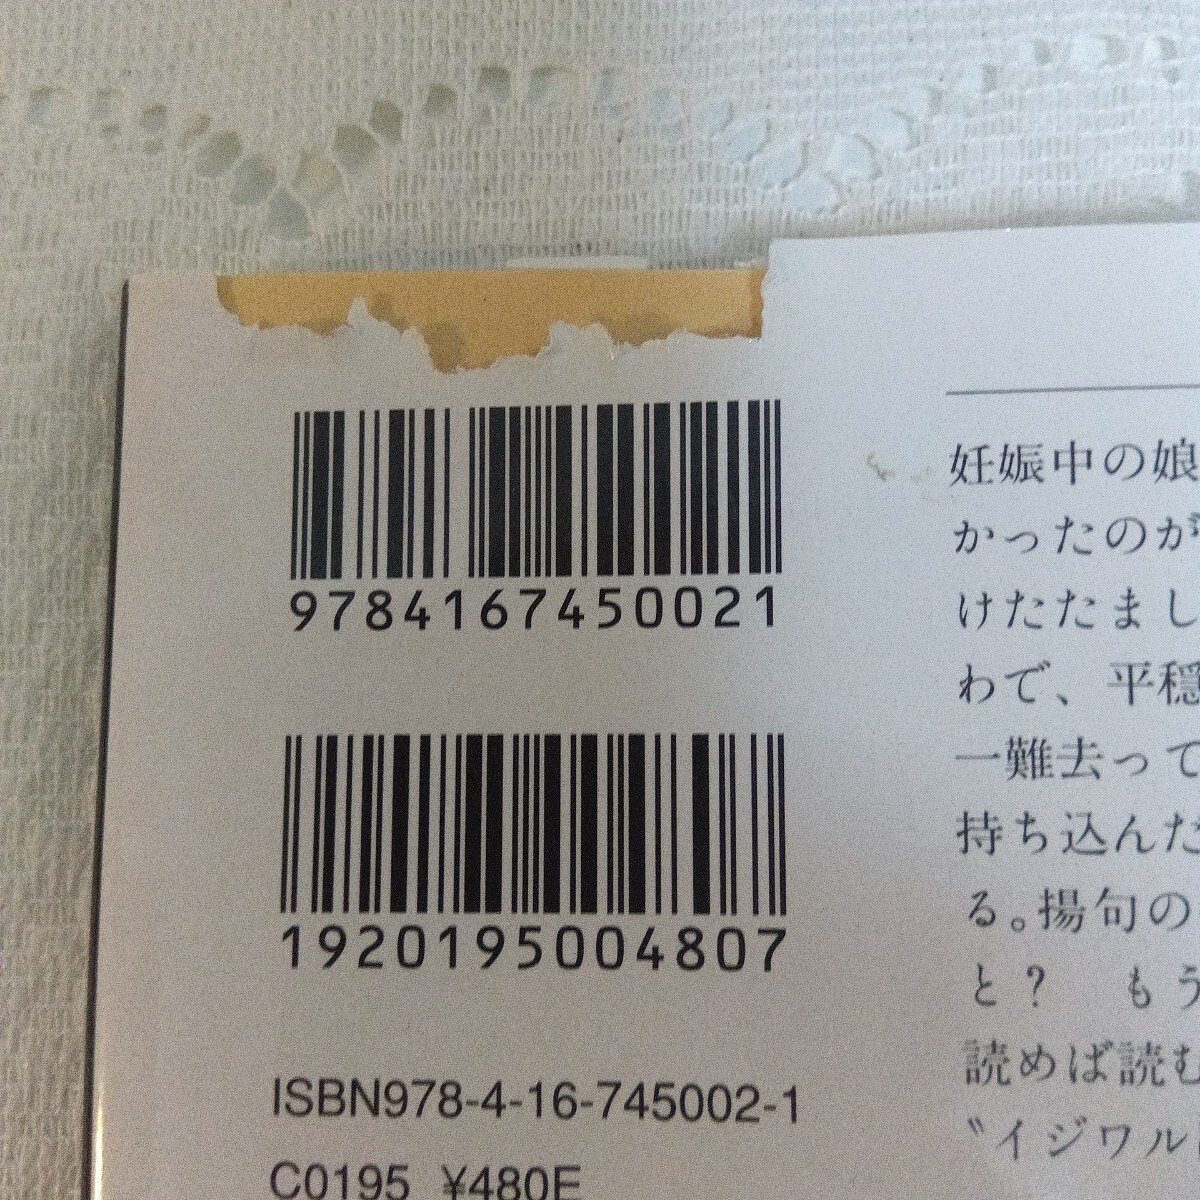 9784167450021
1920195004807
ISBN978-4-16-745002-1
C0195 ¥480E
妊娠中の娘
かったのが
けたたまし
わで、平穏
一難去って
持ち込んだ
る。揚句の
と? もう
読めば読む
〝イジワル